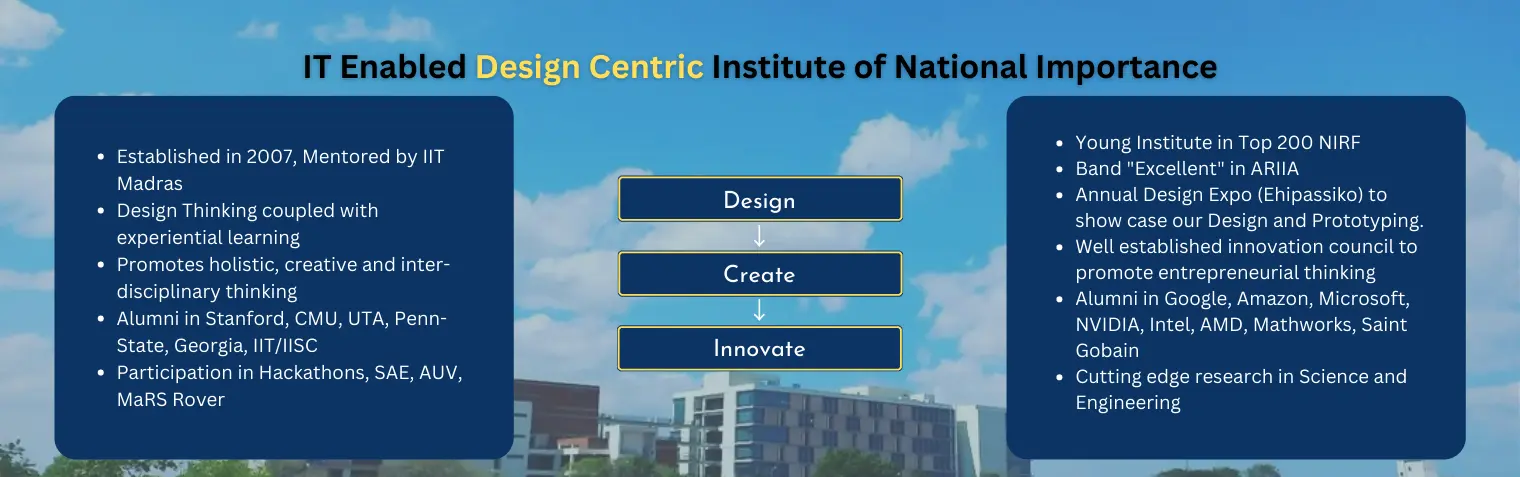 IT Enabled Design Centric Institute of National Importance
• Established in 2007, Mentored by IIT
Madras
• Design Thinking coupled with
experiential learning
• Promotes holistic, creative and inter-
disciplinary thinking
• Alumni in Stanford, CMU, UTA, Penn-
State, Georgia, IIT/IISC
• Participation in Hackathons, SAE, AUV,
MaRS Rover
Design
↓
Create
↓
Innovate
• Young Institute in Top 200 NIRF
• Band "Excellent" in ARIIA
• Annual Design Expo (Ehipassiko) to
show case our Design and Prototyping.
• Well established innovation council to
promote entrepreneurial thinking
• Alumni in Google, Amazon, Microsoft,
NVIDIA, Intel, AMD, Mathworks, Saint
Gobain
• Cutting edge research in Science and
Engineering